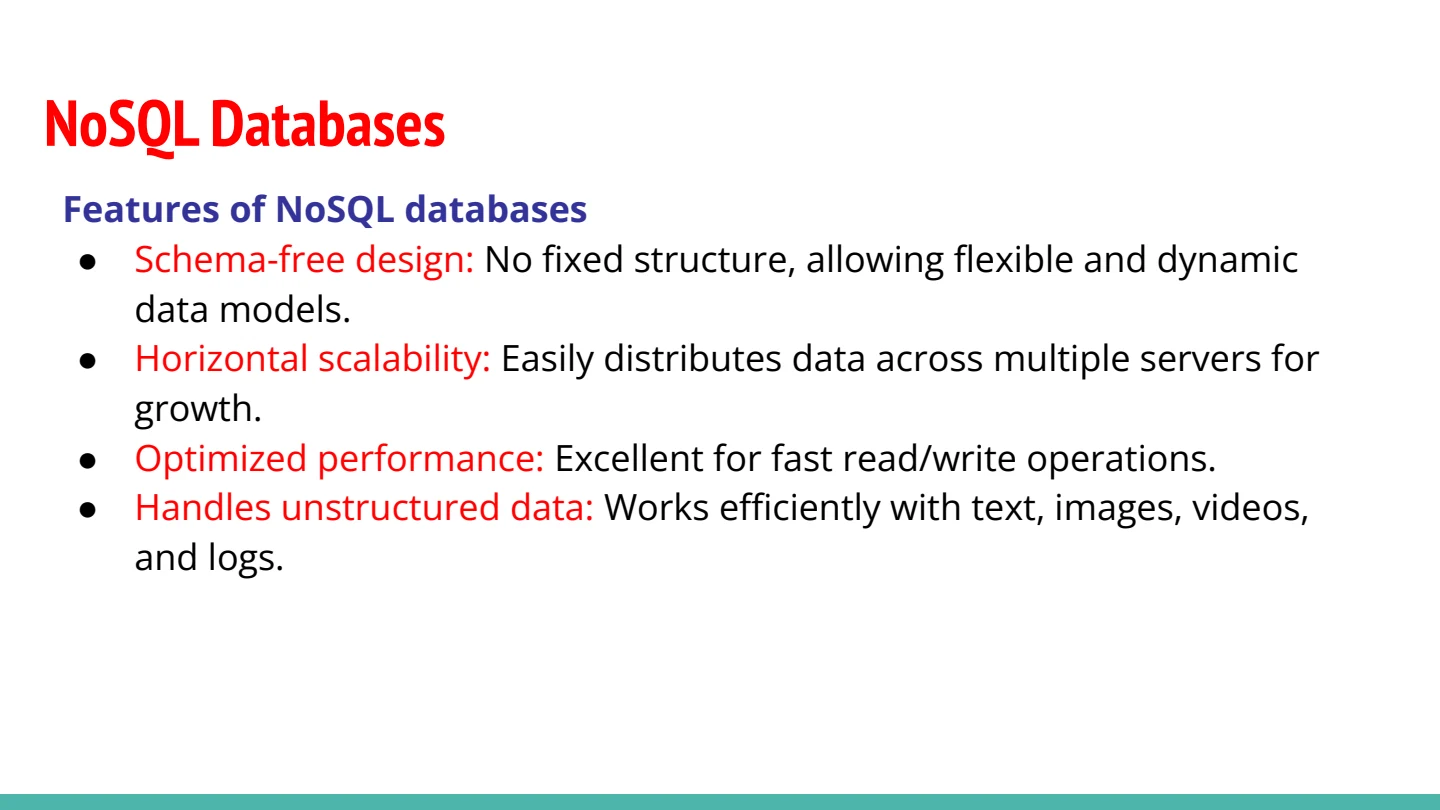 NoSQL Databases
Features of NoSQL databases
● Schema-free design: No fixed structure, allowing flexible and dynamic
data models.
● Horizontal scalability: Easily distributes data across multiple servers for
growth.
● Optimized performance: Excellent for fast read/write operations.
● Handles unstructured data: Works efficiently with text, images, videos,
and logs.